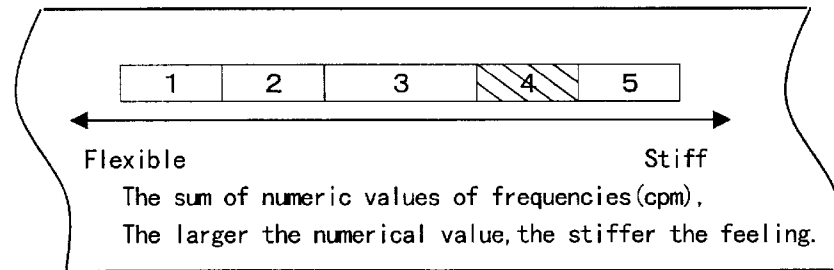 1 2 3 4 5
Flexible Stiff
The sum of numeric values of frequencies(cpm),
The larger the numerical value,the stiffer the feeling.